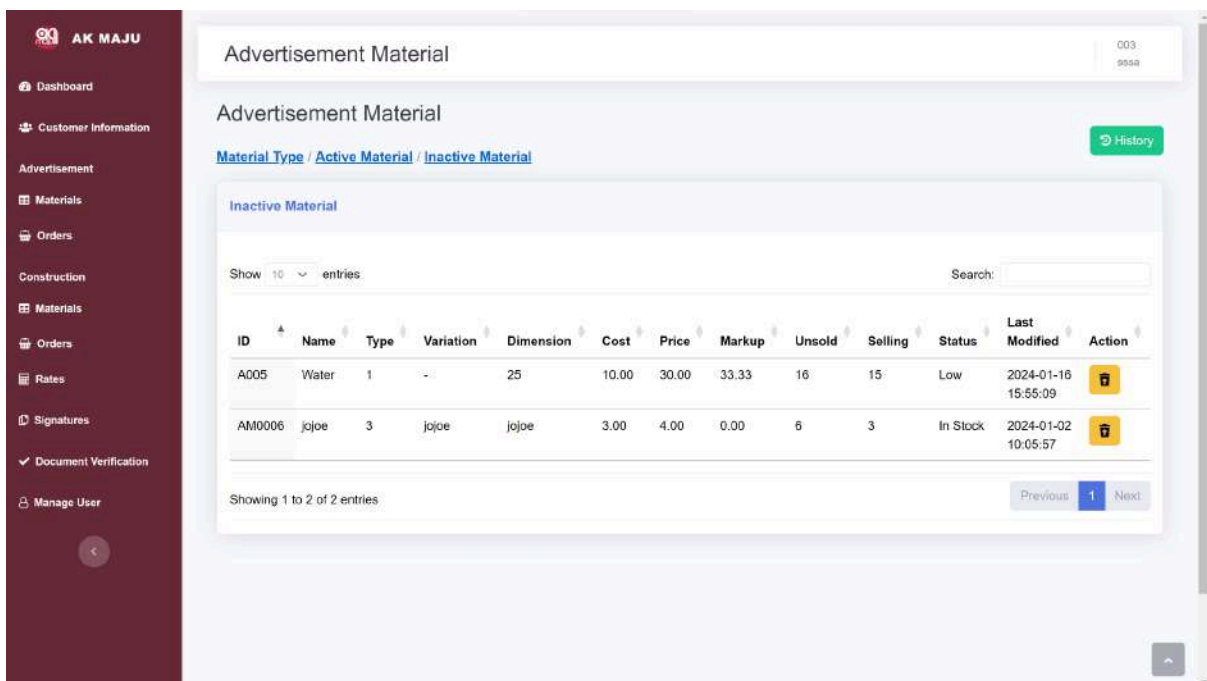 AK MAJU
Dashboard
Customer Information
Advertisement
Materials
Orders
Construction
Materials
Orders
Rates
Signatures
Document Verification
Manage User
Advertisement Material
003
sssa
Advertisement Material
Material Type / Active Material / Inactive Material
History
Inactive Material
Show 10 entries
Search:
ID Name Type Variation Dimension Cost Price Markup Unsold Selling Status Last Modified Action
A005 Water 1 - 25 10.00 30.00 33.33 16 15 Low 2024-01-16 15:55:09
AM0006 jojoe 3 jojoe jojoe 3.00 4.00 0.00 6 3 In Stock 2024-01-02 10:05:57
Showing 1 to 2 of 2 entries
Previous 1 Next